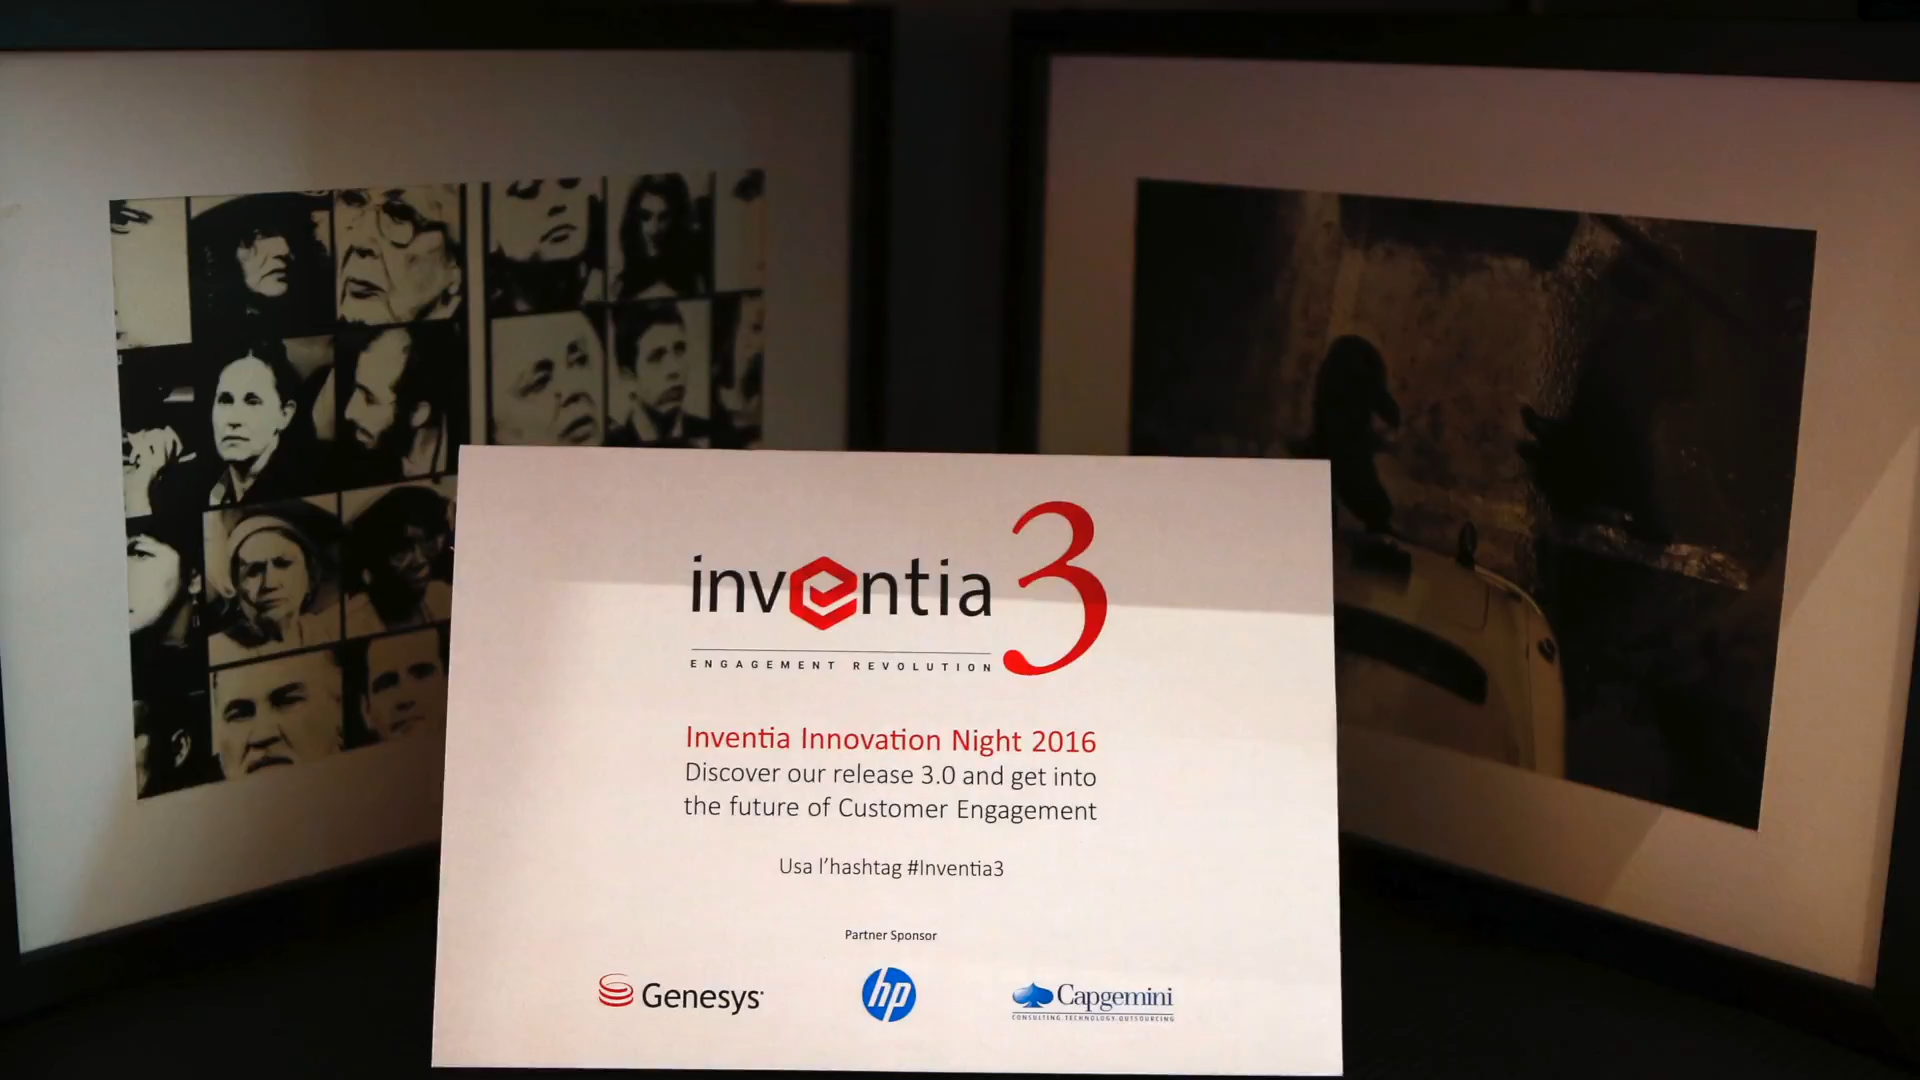 inventia 3
ENGAGEMENT REVOLUTION
Inventia Innovation Night 2016
Discover our release 3.0 and get into
the future of Customer Engagement
Usa l'hashtag #Inventia3
Partner Sponsor
Genesys hp Capgemini
CONSULTING.TECHNOLOGY.OUTSOURCING